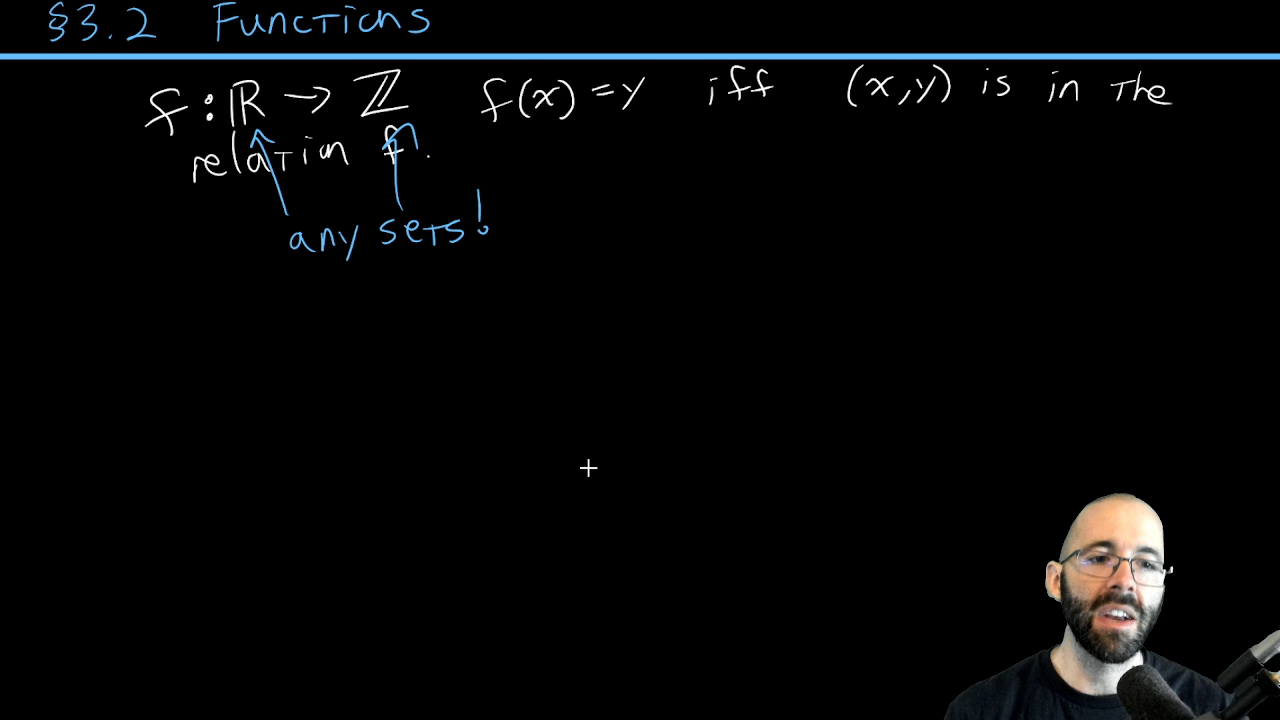 §3.2 Functions
f : ℝ → ℤ f(x) = y iff (x,y) is in the
relation f.
any sets!